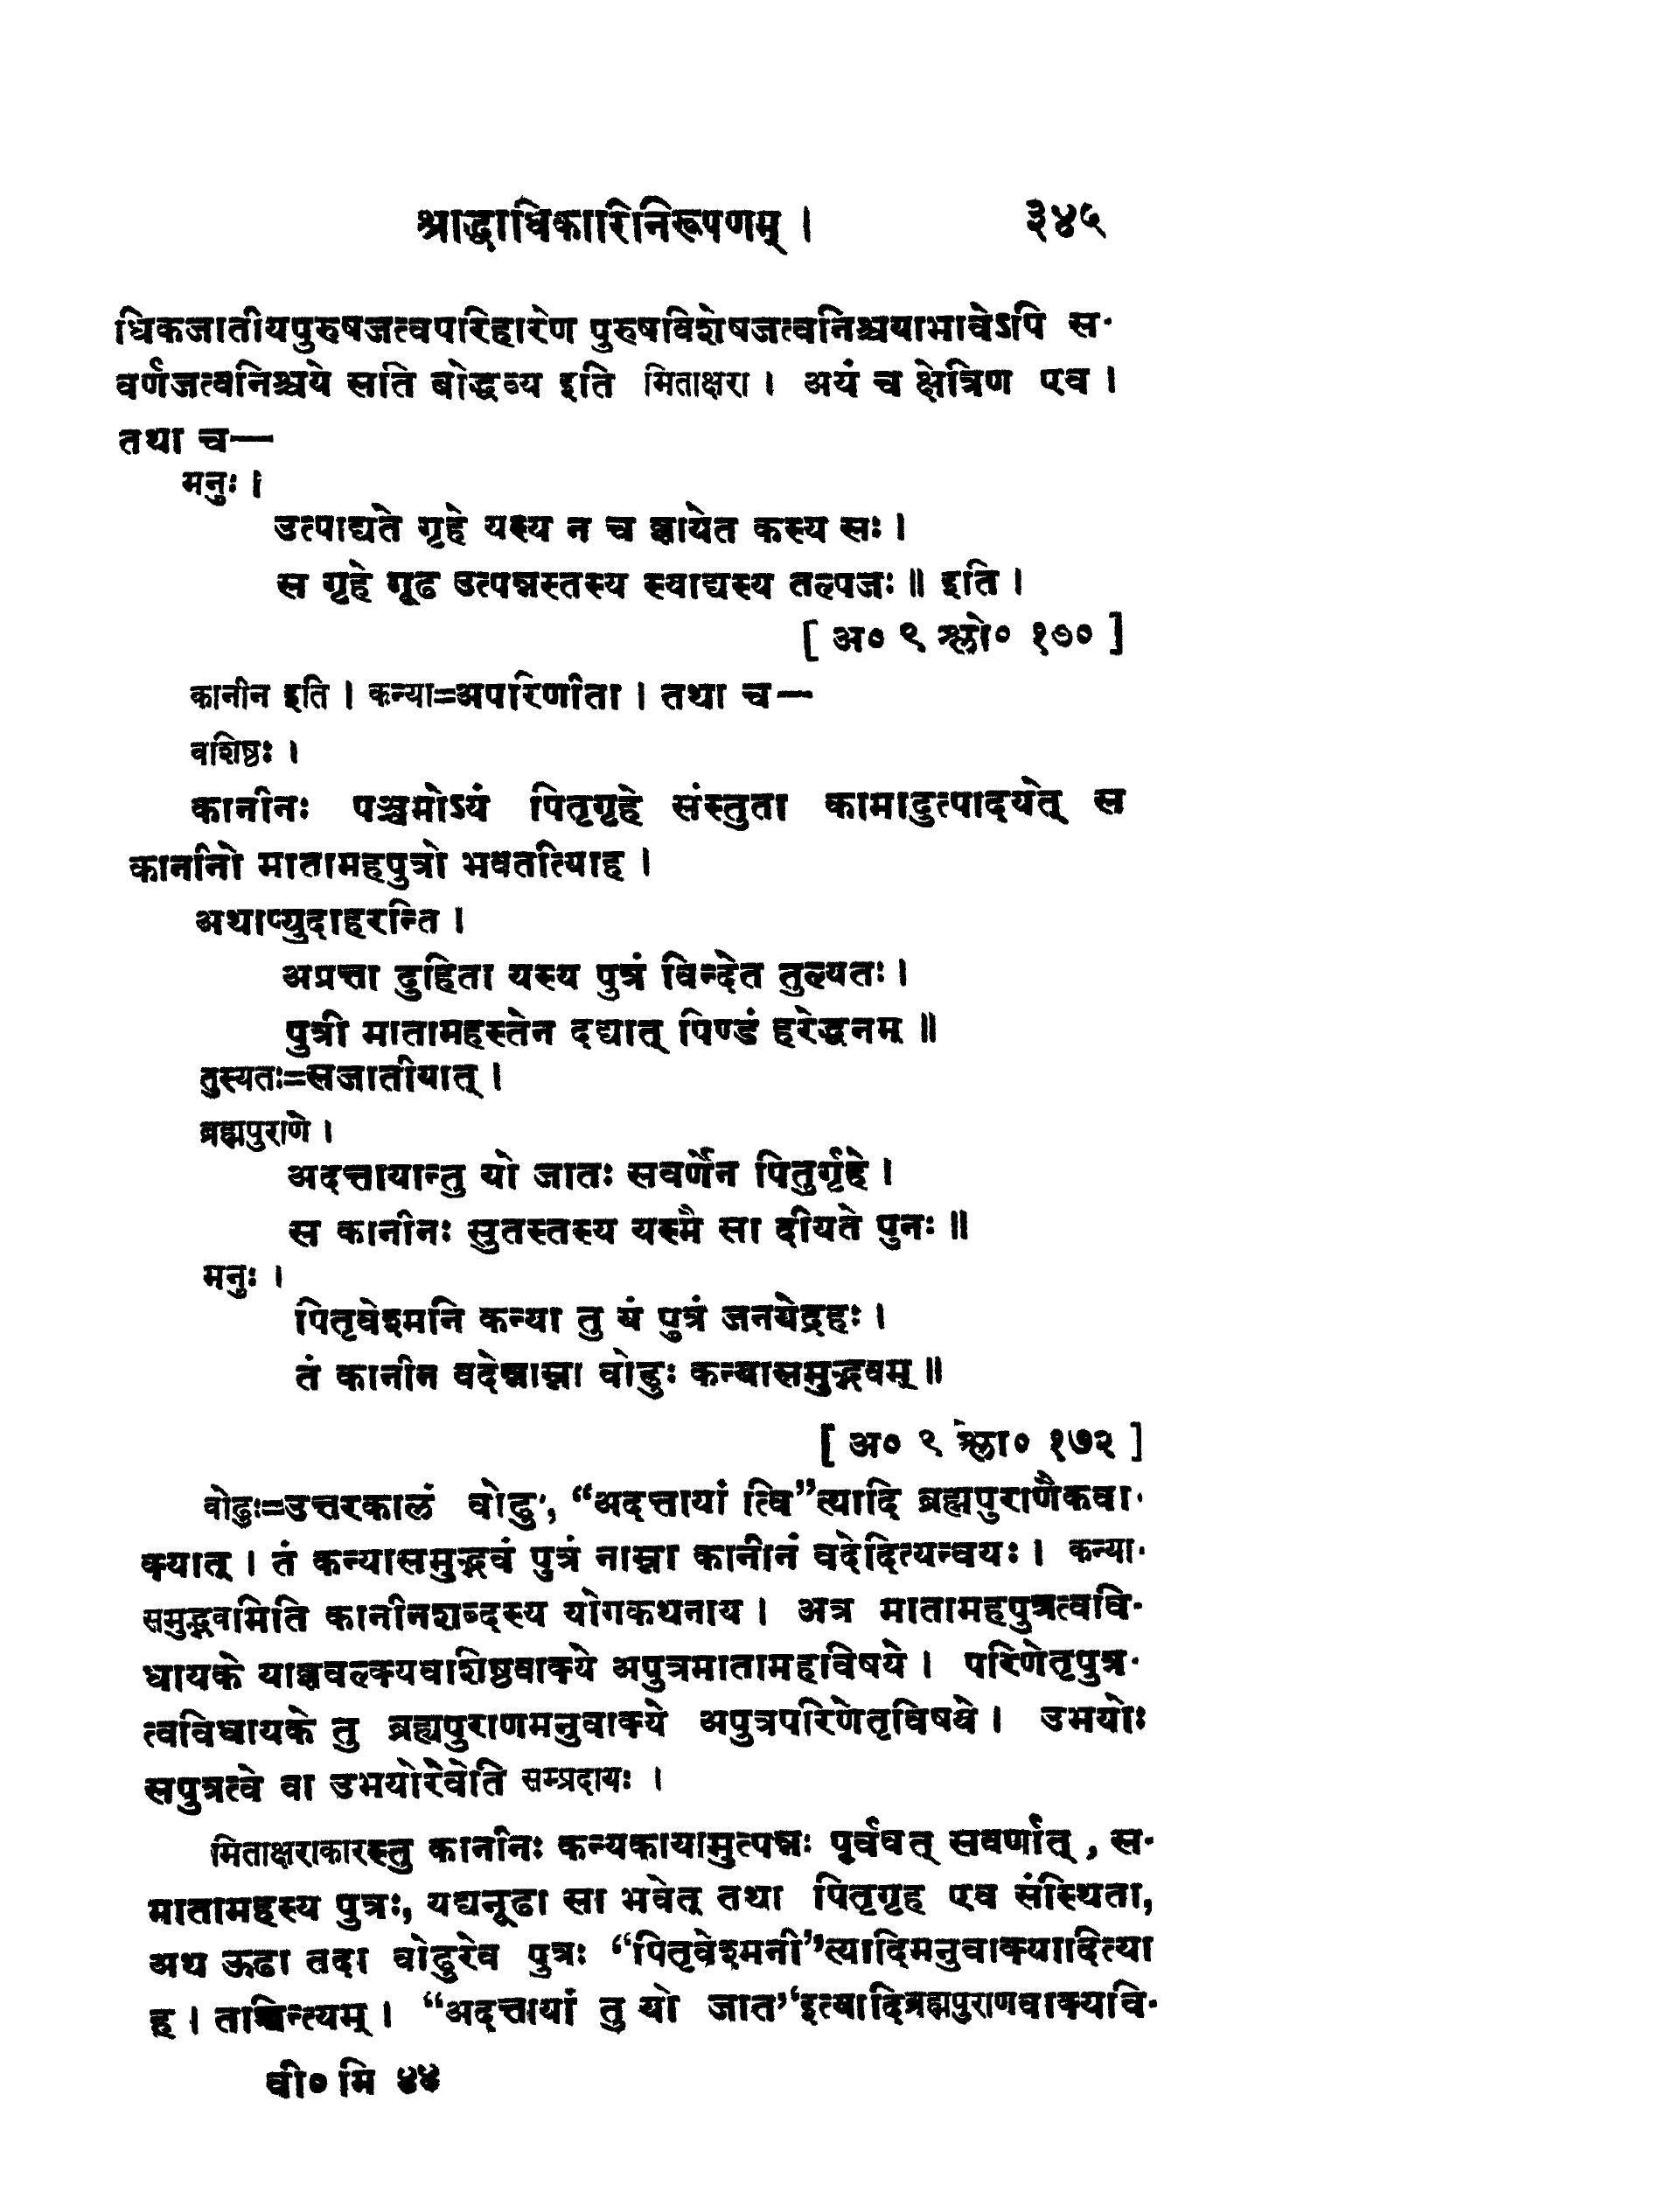 श्राद्धाधिकारिनिरूपणम् । ३४५
धिकजातीयपुरुषजत्वपरिहारेण पुरुषविशेषजत्वनिश्चयाभावेऽपि स-
वर्णजत्वनिश्चये सति बोद्धव्य इति मिताक्षरा । अयं च क्षेत्रिण एव ।
तथा च—
मनुः ।
उत्पाद्यते गृहे यस्य न च ज्ञायेत कस्य सः ।
स गृहे गूढ उत्पन्नस्तस्य स्याद्यस्य तल्पजः ॥ इति ।
[ अ० ९ श्लो० १७० ]
कानीन इति । कन्या=अपरिणीता । तथा च—
वाशिष्ठः ।
कानीनः पञ्चमोऽयं पितृगृहे संस्तुता कामादुत्पादयेत् स
कानीनो मातामहपुत्रो भवतीत्याह ।
अथाप्युदाहरन्ति ।
अप्रत्ता दुहिता यस्य पुत्रं विन्देत तुल्यतः ।
पुत्री मातामहस्तेन दद्यात् पिण्डं हरेद्धनम् ॥
तुल्यतः=सजातीयात् ।
ब्रह्मपुराणे ।
अदत्तायान्तु यो जातः सवर्णेन पितुर्गृहे ।
स कानीनः सुतस्तस्य यस्मै सा दीयते पुनः ॥
मनुः ।
पितृवेश्मनि कन्या तु यं पुत्रं जनयेद्रहः ।
तं कानीन वदेन्नाम्ना वोढुः कन्यासमुद्भवम् ॥
[ अ० ९ श्लो० १७२ ]
वोढुः=उत्तरकालं वोढुः, “अदत्तायां त्वि”त्यादि ब्रह्मपुराणैकवा-
क्यात् । तं कन्यासमुद्भवं पुत्रं नाम्ना कानीनं वदेदित्यन्वयः । कन्या-
समुद्भवमिति कानीनशब्दस्य योगकथनाय । अत्र मातामहपुत्रत्ववि-
धायके याज्ञवल्क्यवाशिष्ठवाक्ये अपुत्रमातामहविषये । परिणेतृपुत्र-
त्वविधायके तु ब्रह्मपुराणमनुवाक्ये अपुत्रपरिणेतृविषये । उभयोः
सपुत्रत्वे वा उभयोरेवेति सम्प्रदायः ।
मिताक्षराकारस्तु कानीनः कन्यकायामुत्पन्नः पूर्ववत् सवर्णात् , स-
मातामहस्य पुत्रः, यद्यनूढा सा भवेत् तथा पितृगृह एव संस्थिता,
अथ ऊढा तदा वोढुरेव पुत्रः “पितृवेश्मनी”त्यादिमनुवाक्यादित्या
ह । तच्चिन्त्यम् । “अदत्तायां तु यो जात”इत्यादिब्रह्मपुराणवाक्यवि-
वी० मि ४४